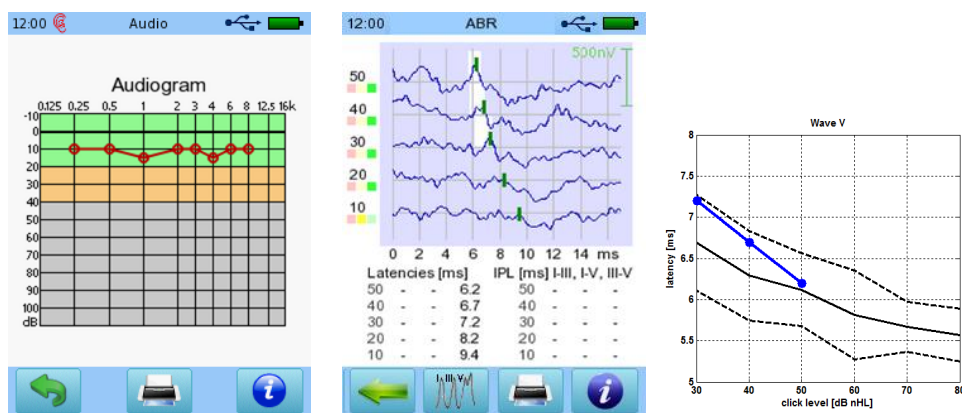 12:00 Audio
Audiogram
0.125 0.25 0.5 1 2 3 4 6 8 12.5 16k
-10
0
10
20
30
40
50
60
70
80
90
100
dB
12:00 ABR
500nV
50
40
30
20
10
0 2 4 6 8 10 12 14 ms
Latencies [ms] IPL [ms] I-III, I-V, III-V
50 - - 6.2 50 - - -
40 - - 6.7 40 - - -
30 - - 7.2 30 - - -
20 - - 8.2 20 - - -
10 - - 9.4 10 - - -
I III V
Wave V
latency [ms]
8
7.5
7
6.5
6
5.5
5
30 40 50 60 70 80
click level [dB nHL]